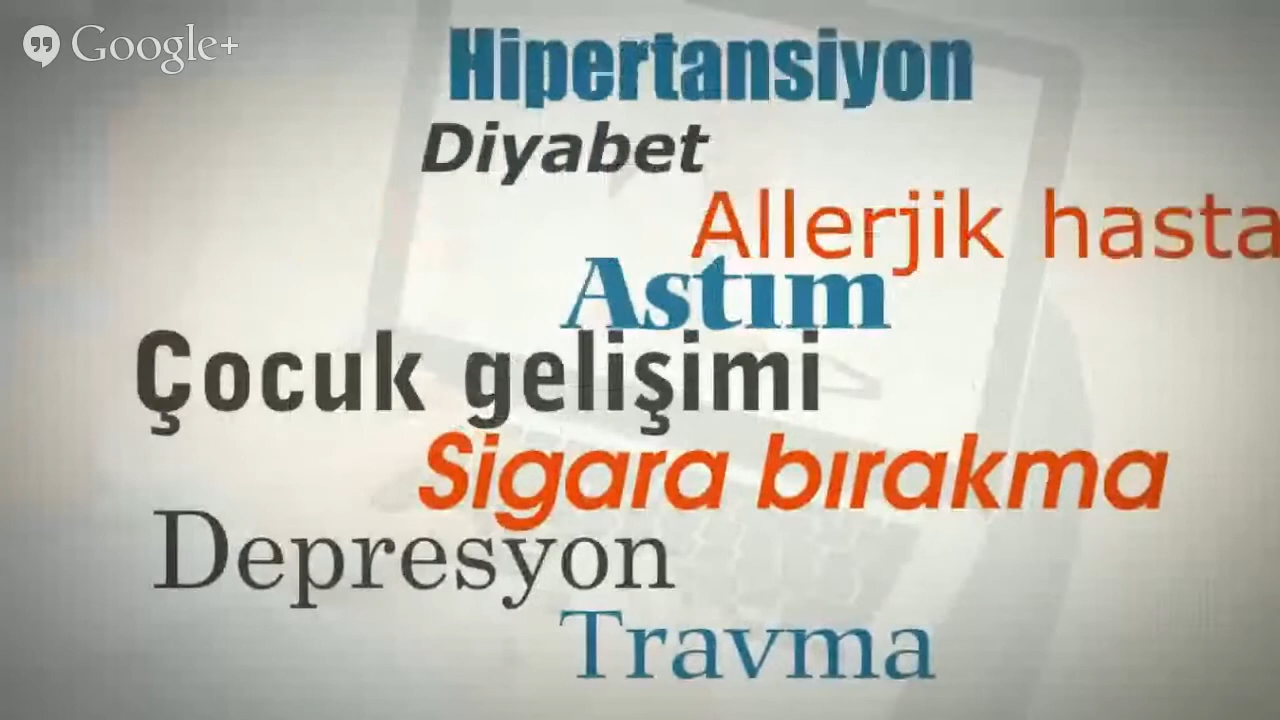 Google+
Hipertansiyon
Diyabet
Allerjik hasta
Astım
Çocuk gelişimi
Sigara bırakma
Depresyon
Travma